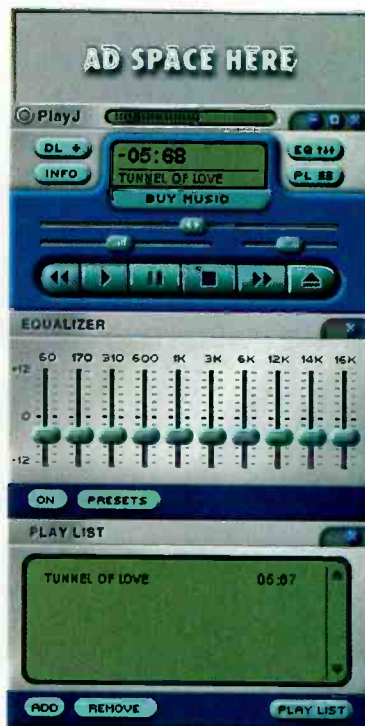 AD SPACE HERE
PlayJ
DL +
-05:68
EQ
INFO
TUNNEL OF LOVE
PL
BUY MUSIC
EQUALIZER
60 170 310 600 1K 3K 6K 12K 14K 16K
+12
0
-12
ON PRESETS
PLAY LIST
TUNNEL OF LOVE 05:67
ADD REMOVE PLAY LIST